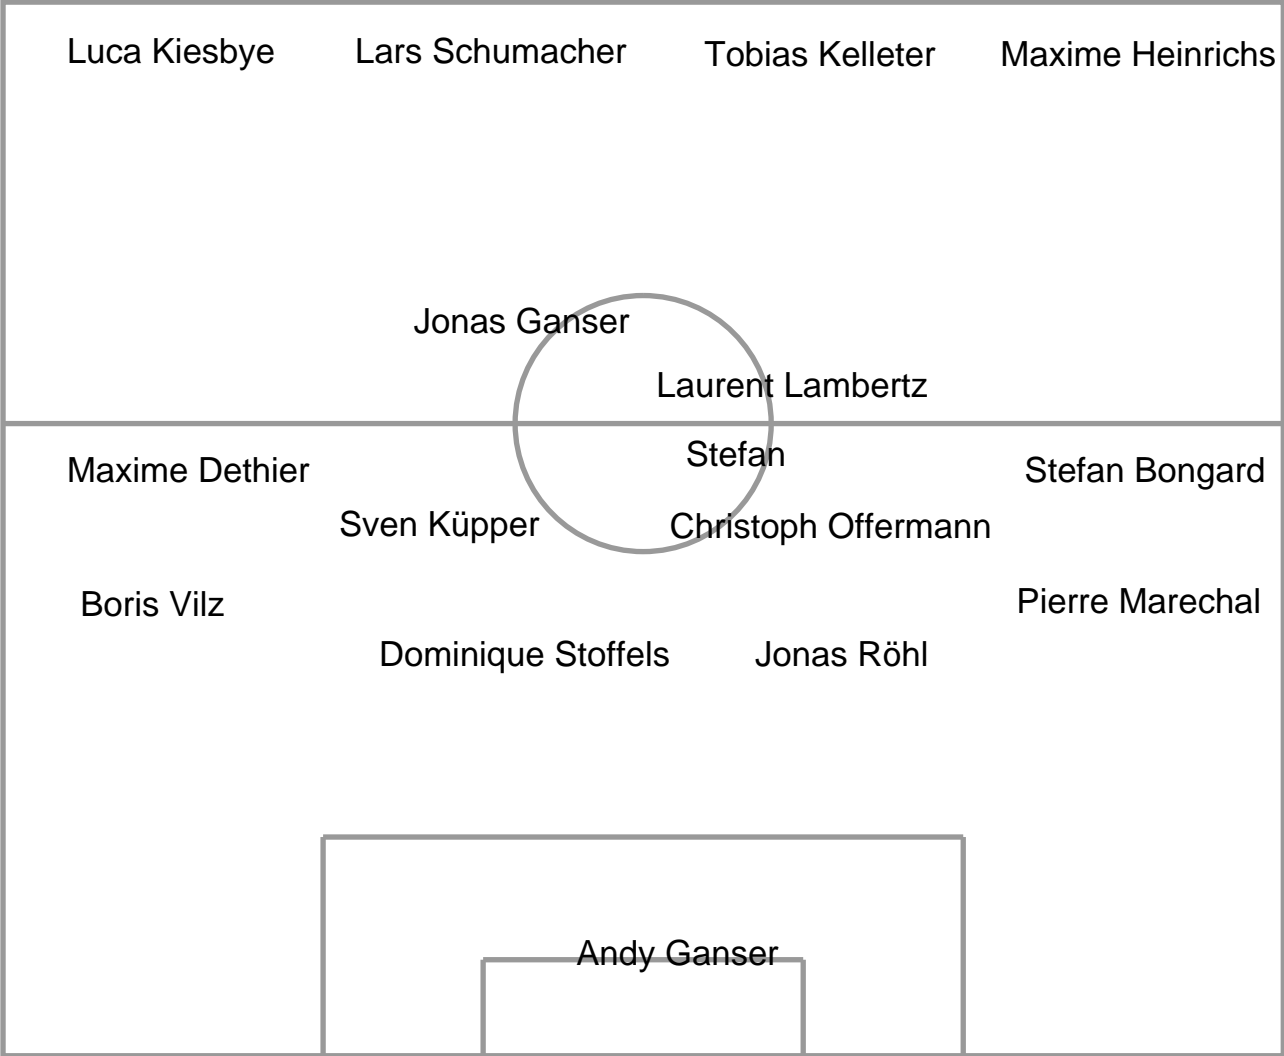 Luca Kiesbye
Lars Schumacher
Tobias Kelleter
Maxime Heinrichs
Jonas Ganser
Laurent Lambertz
Stefan
Maxime Dethier
Stefan Bongard
Sven Küpper
Christoph Offermann
Boris Vilz
Pierre Marechal
Dominique Stoffels
Jonas Röhl
Andy Ganser